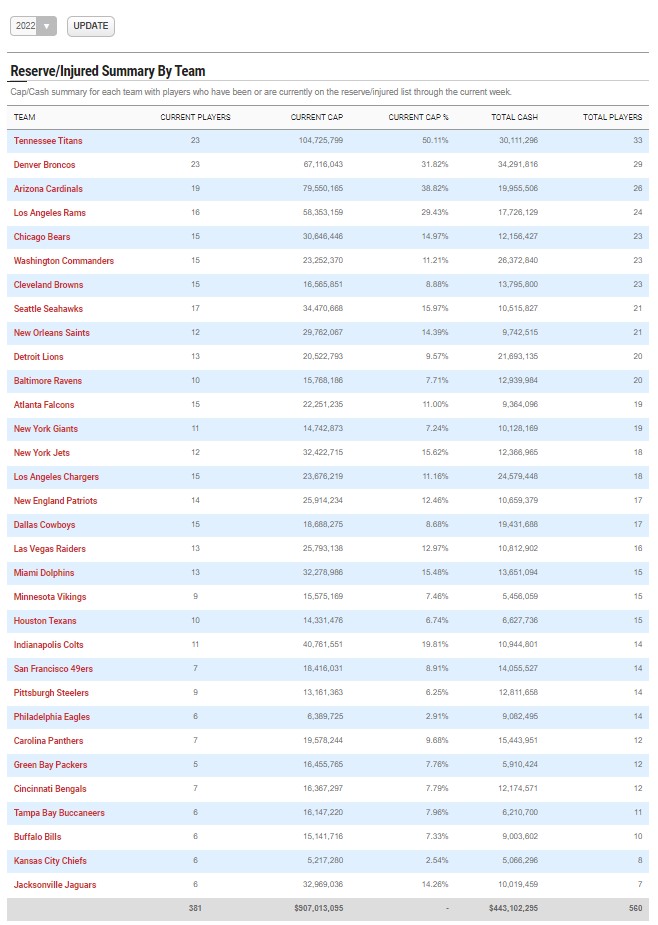 2022 ▼ UPDATE
Reserve/Injured Summary By Team
Cap/Cash summary for each team with players who have been or are currently on the reserve/injured list through the current week.
TEAM CURRENT PLAYERS CURRENT CAP CURRENT CAP % TOTAL CASH TOTAL PLAYERS
Tennessee Titans 23 104,725,799 50.11% 30,111,296 33
Denver Broncos 23 67,116,043 31.82% 34,291,816 29
Arizona Cardinals 19 79,550,165 38.82% 19,955,506 26
Los Angeles Rams 16 58,353,159 29.43% 17,726,129 24
Chicago Bears 15 30,646,446 14.97% 12,156,427 23
Washington Commanders 15 23,252,370 11.21% 26,372,840 23
Cleveland Browns 15 16,565,851 8.88% 13,795,800 23
Seattle Seahawks 17 34,470,668 15.97% 10,515,827 21
New Orleans Saints 12 29,762,067 14.39% 9,742,515 21
Detroit Lions 13 20,522,793 9.57% 21,693,135 20
Baltimore Ravens 10 15,768,186 7.71% 12,939,984 20
Atlanta Falcons 15 22,251,235 11.00% 9,364,096 19
New York Giants 11 14,742,873 7.24% 10,128,169 19
New York Jets 12 32,422,715 15.62% 12,366,965 18
Los Angeles Chargers 15 23,676,219 11.16% 24,579,448 18
New England Patriots 14 25,914,234 12.46% 10,659,379 17
Dallas Cowboys 15 18,688,275 8.68% 19,431,688 17
Las Vegas Raiders 13 25,793,138 12.97% 10,812,902 16
Miami Dolphins 13 32,278,986 15.48% 13,651,094 15
Minnesota Vikings 9 15,575,169 7.46% 5,456,059 15
Houston Texans 10 14,331,476 6.74% 6,627,736 15
Indianapolis Colts 11 40,761,551 19.81% 10,944,801 14
San Francisco 49ers 7 18,416,031 8.91% 14,055,527 14
Pittsburgh Steelers 9 13,161,363 6.25% 12,811,658 14
Philadelphia Eagles 6 6,389,725 2.91% 9,082,495 14
Carolina Panthers 7 19,578,244 9.68% 15,443,951 12
Green Bay Packers 5 16,455,765 7.76% 5,910,424 12
Cincinnati Bengals 7 16,367,297 7.79% 12,174,571 12
Tampa Bay Buccaneers 6 16,147,220 7.96% 6,210,700 11
Buffalo Bills 6 15,141,716 7.33% 9,003,602 10
Kansas City Chiefs 6 5,217,280 2.54% 5,066,296 8
Jacksonville Jaguars 6 32,969,036 14.26% 10,019,459 7
381 $907,013,095 - $443,102,295 560